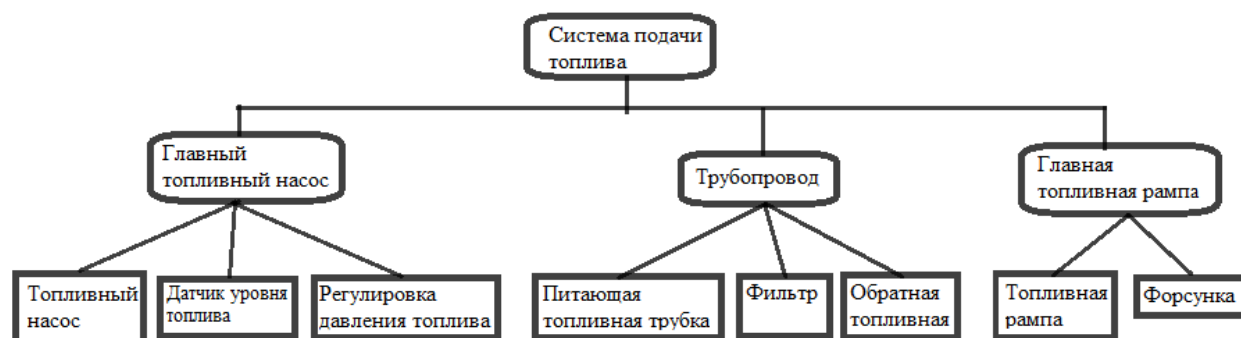 Система подачи
топлива
Главный
топливный насос
Трубопровод
Главная
топливная рампа
Топливный
насос
Датчик уровня
топлива
Регулировка
давления топлива
Питающая
топливная трубка
Фильтр
Обратная
топливная
Топливная
рампа
Форсунка